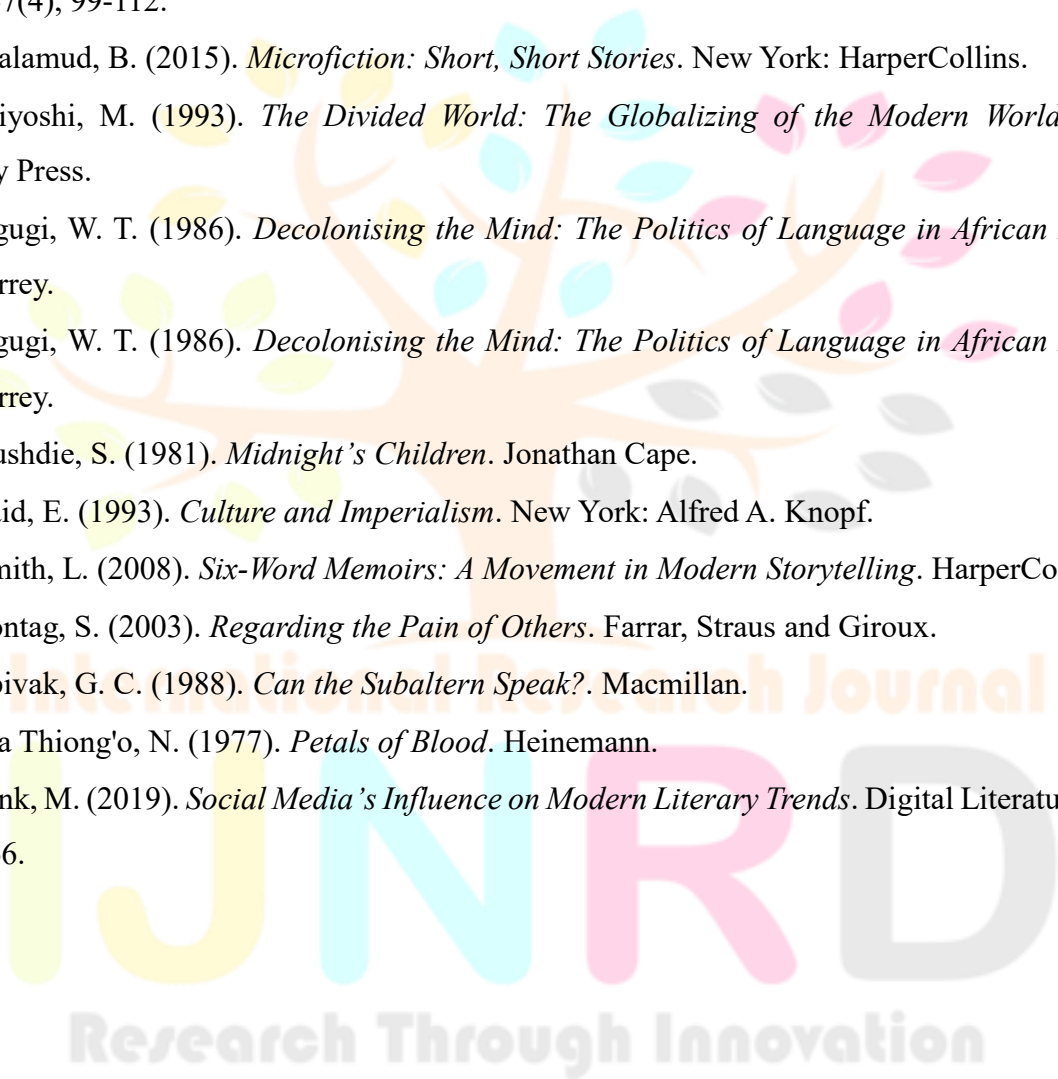 7(4), 99-112.
alamud, B. (2015). Microfiction: Short, Short Stories. New York: HarperCollins.
iyoshi, M. (1993). The Divided World: The Globalizing of the Modern World
y Press.
gugi, W. T. (1986). Decolonising the Mind: The Politics of Language in African
rrey.
gugi, W. T. (1986). Decolonising the Mind: The Politics of Language in African
rrey.
ushdie, S. (1981). Midnight’s Children. Jonathan Cape.
id, E. (1993). Culture and Imperialism. New York: Alfred A. Knopf.
mith, L. (2008). Six-Word Memoirs: A Movement in Modern Storytelling. HarperCo
ontag, S. (2003). Regarding the Pain of Others. Farrar, Straus and Giroux.
pivak, G. C. (1988). Can the Subaltern Speak?. Macmillan.
International Research Journal
a Thiong'o, N. (1977). Petals of Blood. Heinemann.
nk, M. (2019). Social Media’s Influence on Modern Literary Trends. Digital Literatu
6.
IJNRD
Research Through Innovation